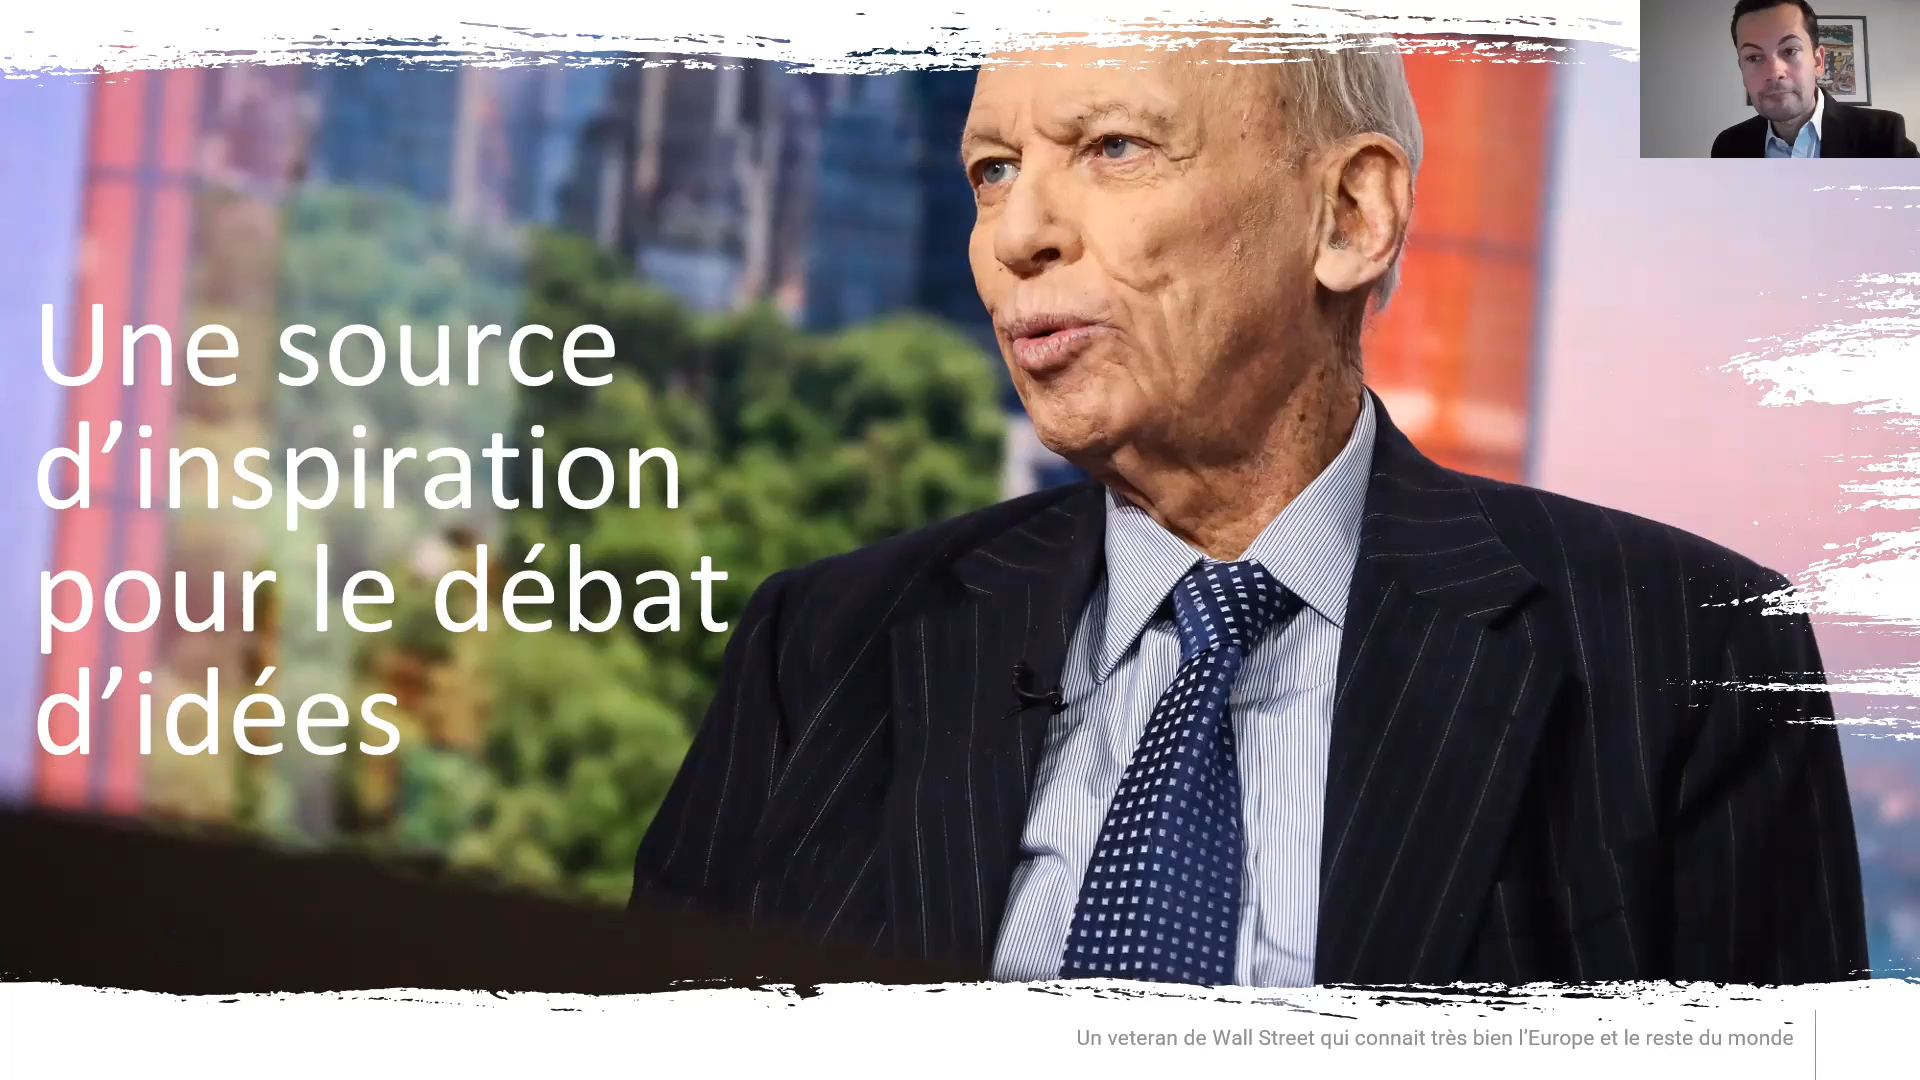 Une source
d’inspiration
pour le débat
d’idées
Un veteran de Wall Street qui connait très bien l’Europe et le reste du monde